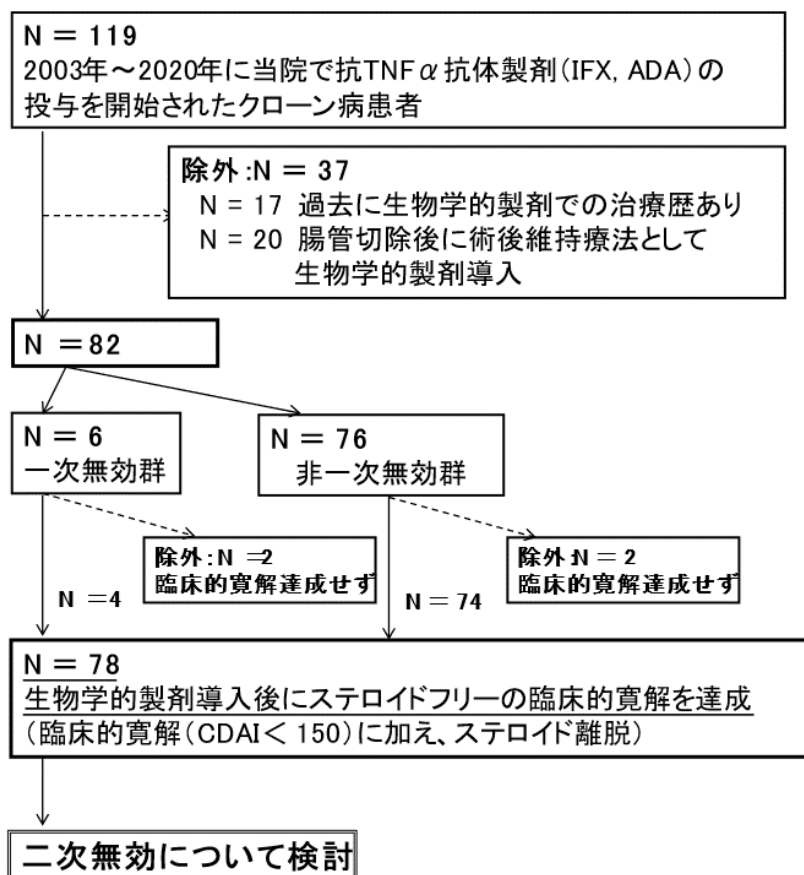 N = 119
2003年～2020年に当院で抗TNFα抗体製剤(IFX, ADA)の
投与を開始されたクローン病患者
除外:N = 37
N = 17 過去に生物学的製剤での治療歴あり
N = 20 腸管切除後に術後維持療法として
生物学的製剤導入
N = 82
N = 6
一次無効群
N = 76
非一次無効群
除外:N =2
臨床的寛解達成せず
除外:N = 2
臨床的寛解達成せず
N =4
N = 74
N = 78
生物学的製剤導入後にステロイドフリーの臨床的寛解を達成
(臨床的寛解(CDAI< 150)に加え、ステロイド離脱)
二次無効について検討